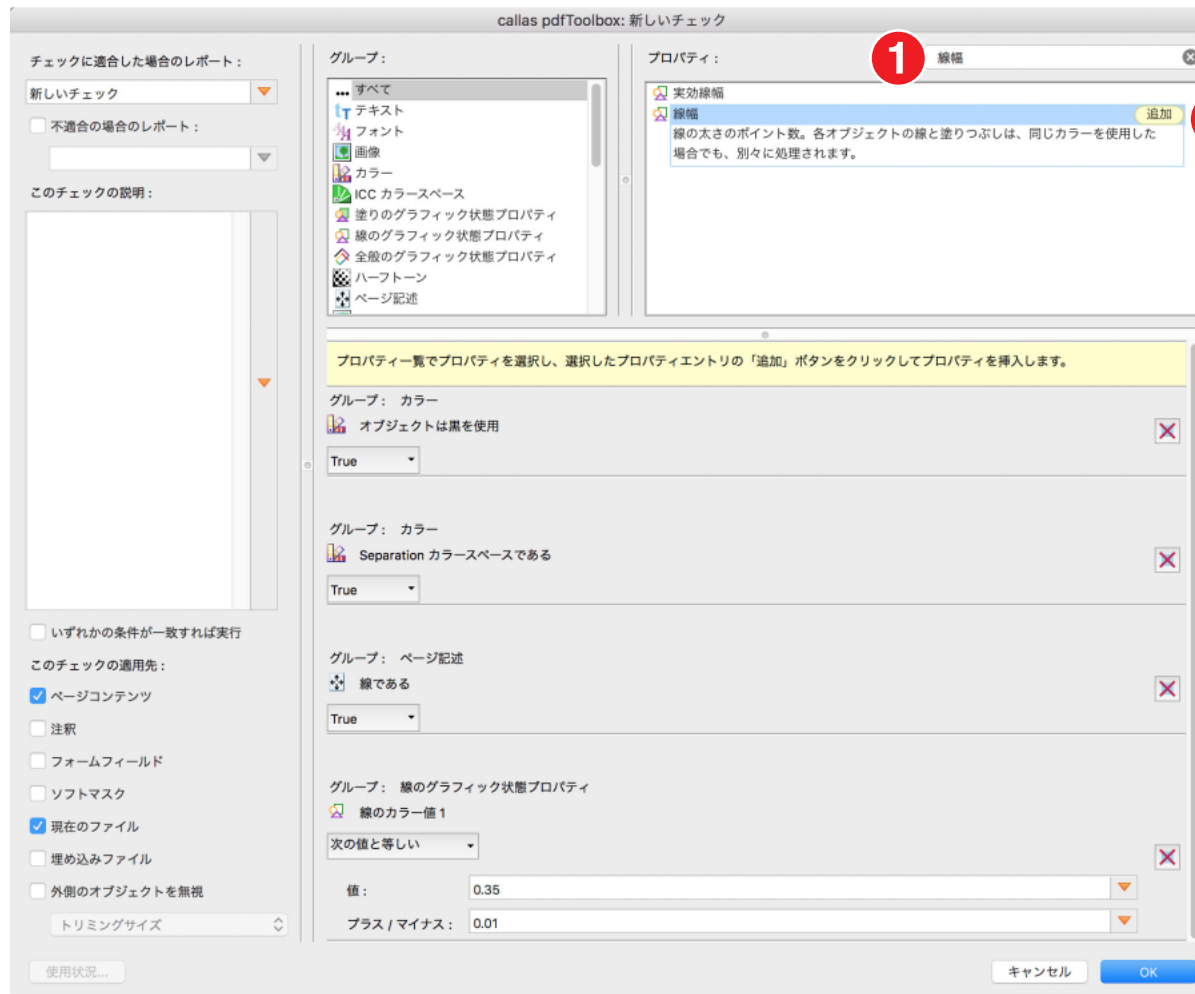 callas pdfToolbox: 新しいチェック
チェックに適合した場合のレポート：
新しいチェック
不適合の場合のレポート：
このチェックの説明：
いずれかの条件が一致すれば実行
このチェックの適用先：
ページコンテンツ
注釈
フォームフィールド
ソフトマスク
現在のファイル
埋め込みファイル
外側のオブジェクトを無視
トリミングサイズ
使用状況...
グループ：
すべて
テキスト
フォント
画像
カラー
ICC カラースペース
塗りのグラフィック状態プロパティ
線のグラフィック状態プロパティ
全般のグラフィック状態プロパティ
ハーフトーン
ページ記述
プロパティ：
1
線幅
実効線幅
線幅
追加
線の太さのポイント数。各オブジェクトの線と塗りつぶしは、同じカラーを使用した
場合でも、別々に処理されます。
プロパティ一覧でプロパティを選択し、選択したプロパティエントリの「追加」ボタンをクリックしてプロパティを挿入します。
グループ： カラー
オブジェクトは黒を使用
True
グループ： カラー
Separation カラースペースである
True
グループ： ページ記述
線である
True
グループ： 線のグラフィック状態プロパティ
線のカラー値 1
次の値と等しい
値： 0.35
プラス / マイナス： 0.01
キャンセル
OK